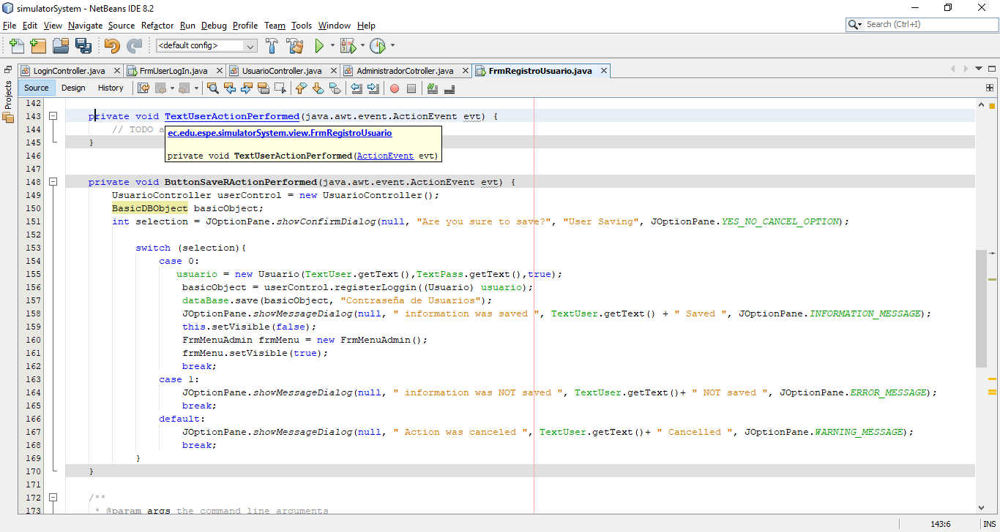 simulatorSystem - NetBeans IDE 8.2
File Edit View Navigate Source Refactor Run Debug Profile Team Tools Window Help
Search (Ctrl+I)
<default config>
LoginController.java FrmUserLogIn.java UsuarioController.java AdministradorCotroller.java FrmRegistroUsuario.java
Projects
Source Design History
142
143 private void TextUserActionPerformed(java.awt.event.ActionEvent evt) {
144 // TODO a
ec.edu.espe.simulatorSystem.view.FrmRegistroUsuario
private void TextUserActionPerformed(ActionEvent evt)
145 }
146
147
148 private void ButtonSaveRActionPerformed(java.awt.event.ActionEvent evt) {
149 UsuarioController userControl = new UsuarioController();
150 BasicDBObject basicObject;
151 int selection = JOptionPane.showConfirmDialog(null, "Are you sure to save?", "User Saving", JOptionPane.YES_NO_CANCEL_OPTION);
152
153 switch (selection){
154 case 0:
155 usuario = new Usuario(TextUser.getText(),TextPass.getText(),true);
156 basicObject = userControl.registerLoggin((Usuario) usuario);
157 dataBase.save(basicObject, "Contraseña de Usuarios");
158 JOptionPane.showMessageDialog(null, " information was saved ", TextUser.getText() + " Saved ", JOptionPane.INFORMATION_MESSAGE);
159 this.setVisible(false);
160 FrmMenuAdmin frmMenu = new FrmMenuAdmin();
161 frmMenu.setVisible(true);
162 break;
163 case 1:
164 JOptionPane.showMessageDialog(null, " information was NOT saved ", TextUser.getText()+ " NOT saved ", JOptionPane.ERROR_MESSAGE);
165 break;
166 default:
167 JOptionPane.showMessageDialog(null, " Action was canceled ", TextUser.getText()+ " Cancelled ", JOptionPane.WARNING_MESSAGE);
168 break;
169 }
170 }
171
172 /**
173 * @param args the command line arguments
143:6 INS